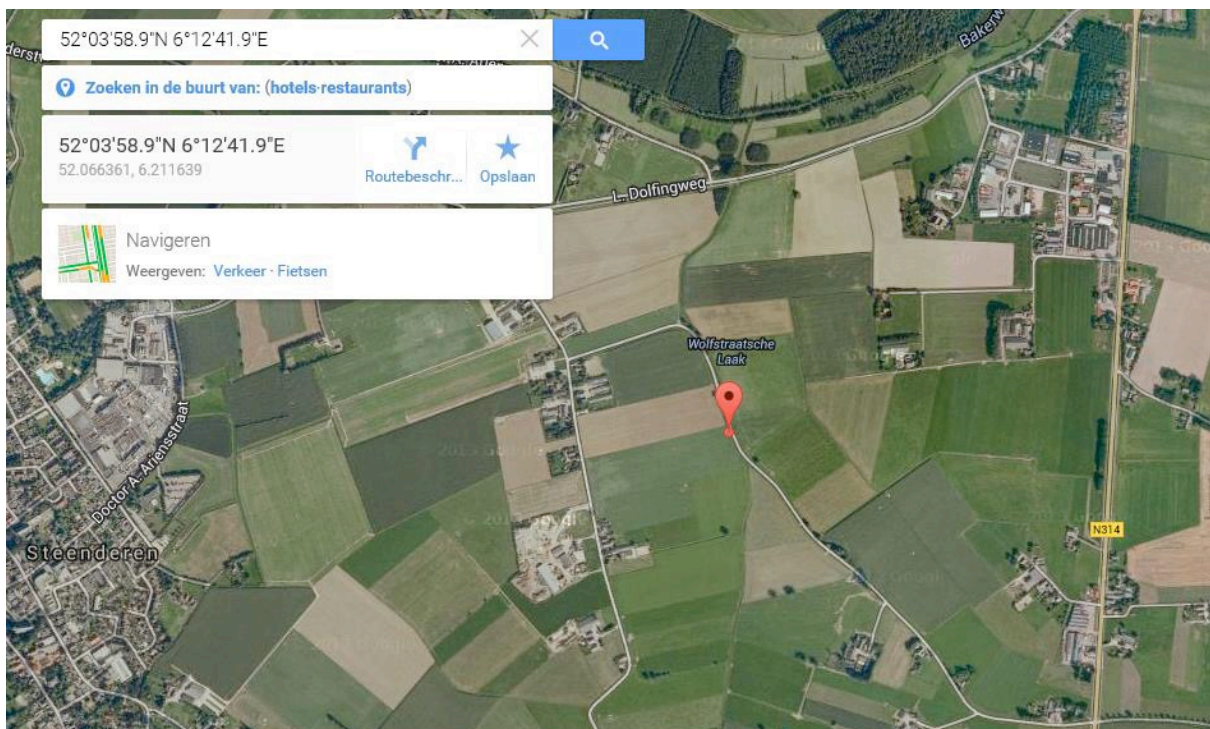 52°03'58.9"N 6°12'41.9"E
Zoeken in de buurt van: (hotels·restaurants)
52°03'58.9"N 6°12'41.9"E
52.066361, 6.211639
Routebeschr...
Opslaan
Navigeren
Weergeven: Verkeer · Fietsen
L. Dolfingweg
Wolfstraatsche
Laak
Doctor A. Ariensstraat
N314
Steenderen